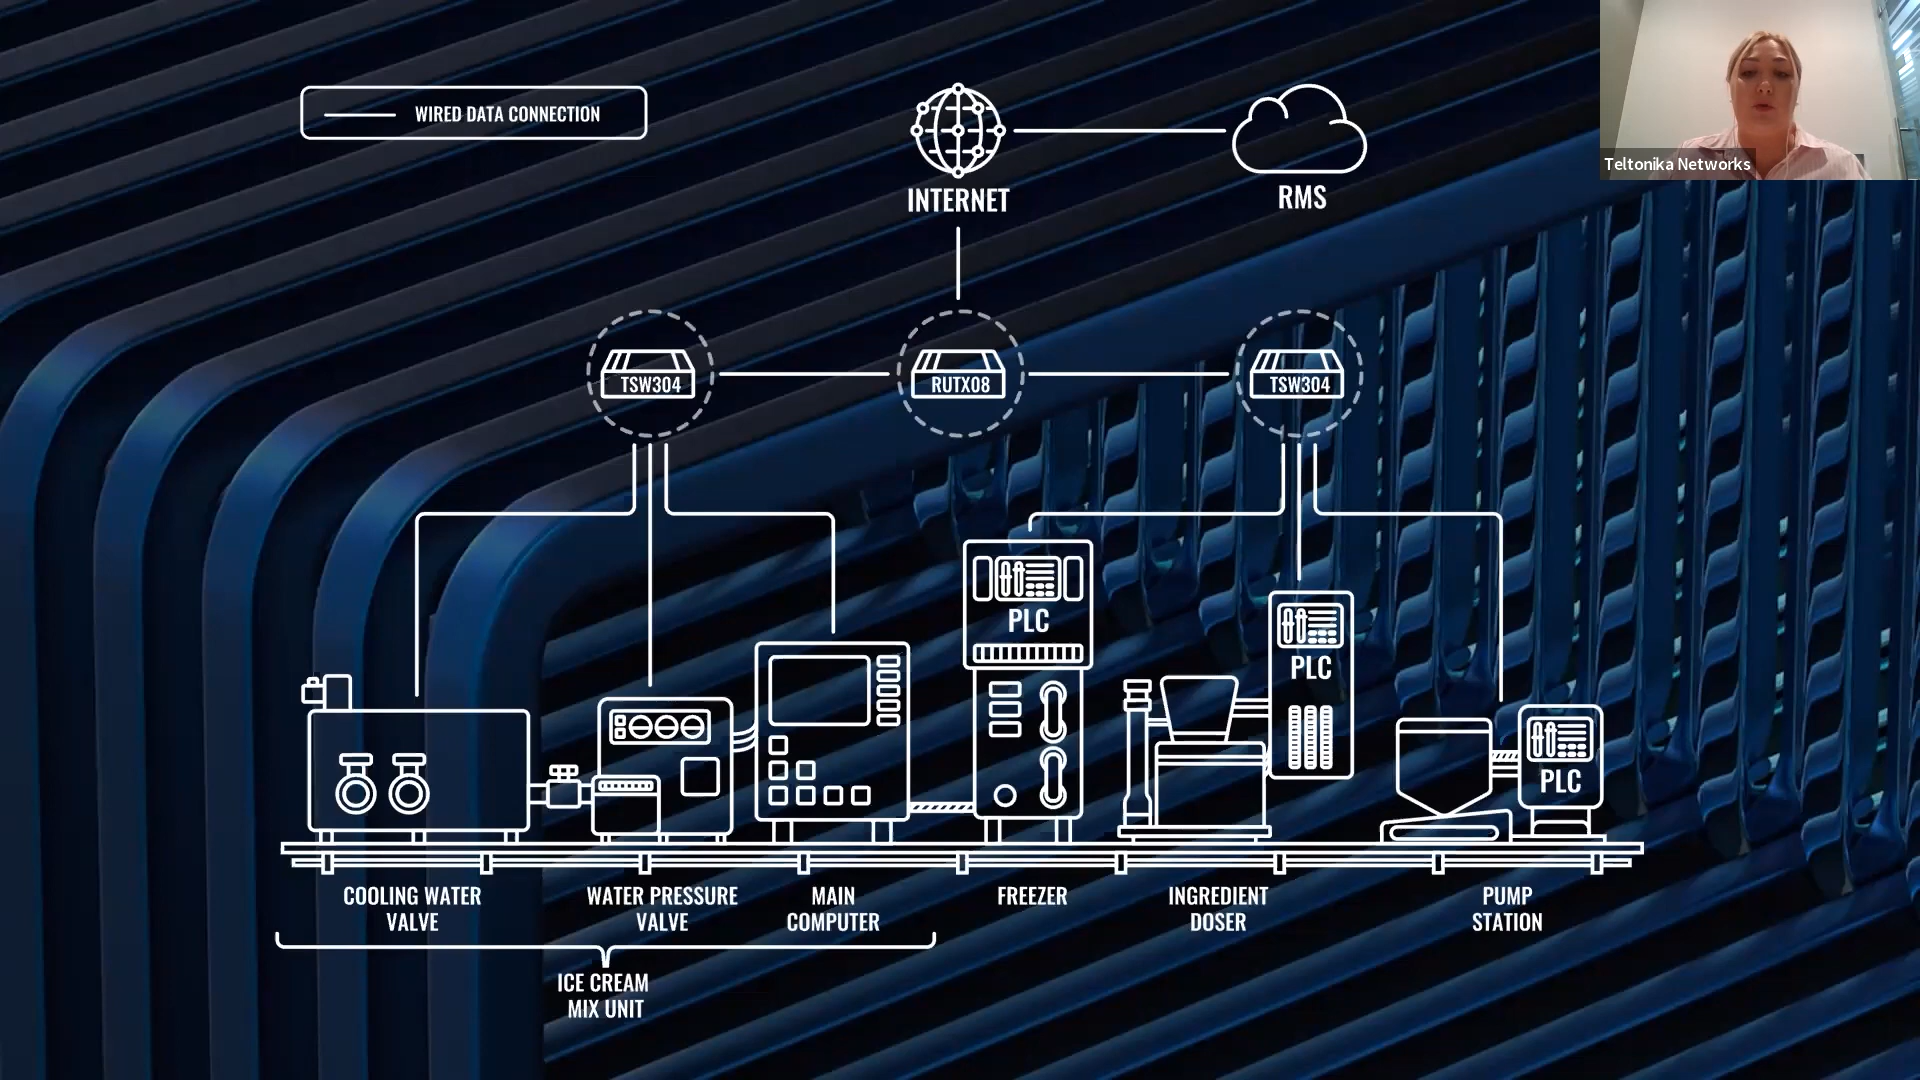 WIRED DATA CONNECTION
Teltonika Networks
INTERNET
RMS
TSW304
RUTX08
TSW304
PLC
PLC
PLC
COOLING WATER
VALVE
WATER PRESSURE
VALVE
MAIN
COMPUTER
FREEZER
INGREDIENT
DOSER
PUMP
STATION
ICE CREAM
MIX UNIT